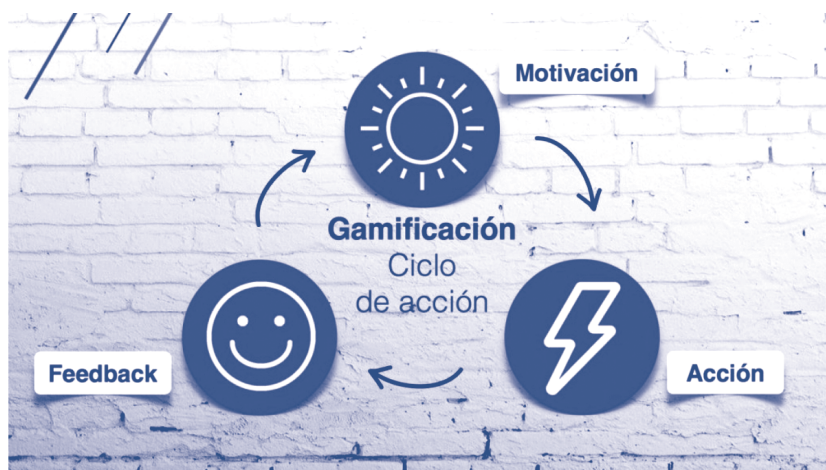 Motivación
Gamificación
Ciclo
de acción
Feedback
Acción